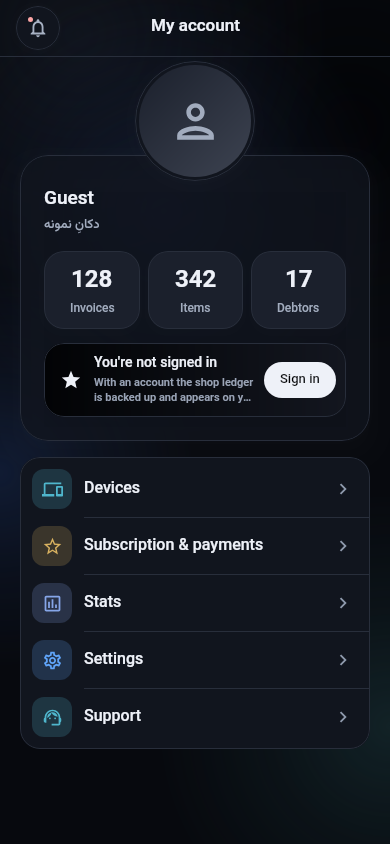 My account
Guest
دکانِ نمونه
128
Invoices
342
Items
17
Debtors
You're not signed in
With an account the shop ledger
is backed up and appears on y…
Sign in
Devices
Subscription & payments
Stats
Settings
Support